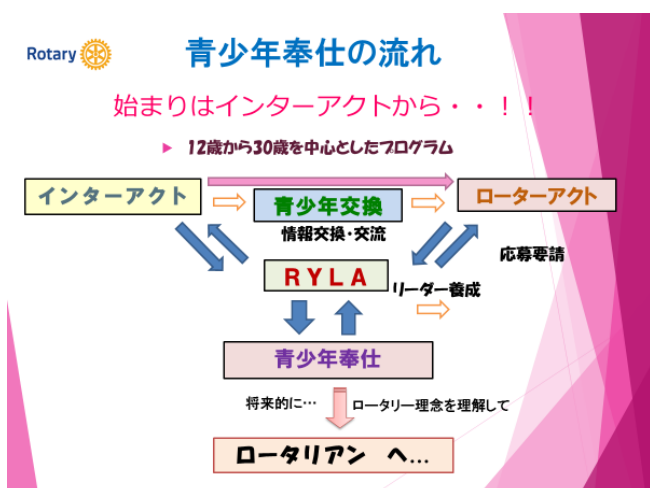 Rotary
青少年奉仕の流れ
始まりはインターアクトから・・！！
12歳から30歳を中心としたプログラム
インターアクト
青少年交換
ローターアクト
情報交換・交流
応募要請
RYLA
リーダー養成
青少年奉仕
将来的に…
ロータリー理念を理解して
ロータリアン へ…